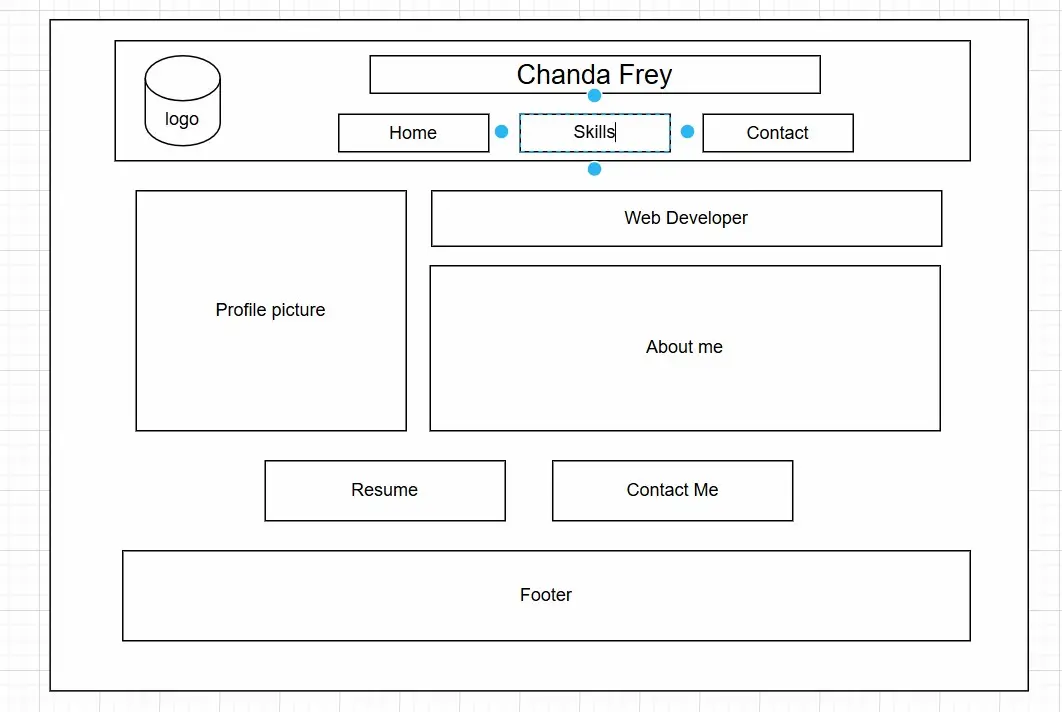 Chanda Frey
logo
Home
Skills
Contact
Web Developer
Profile picture
About me
Resume
Contact Me
Footer